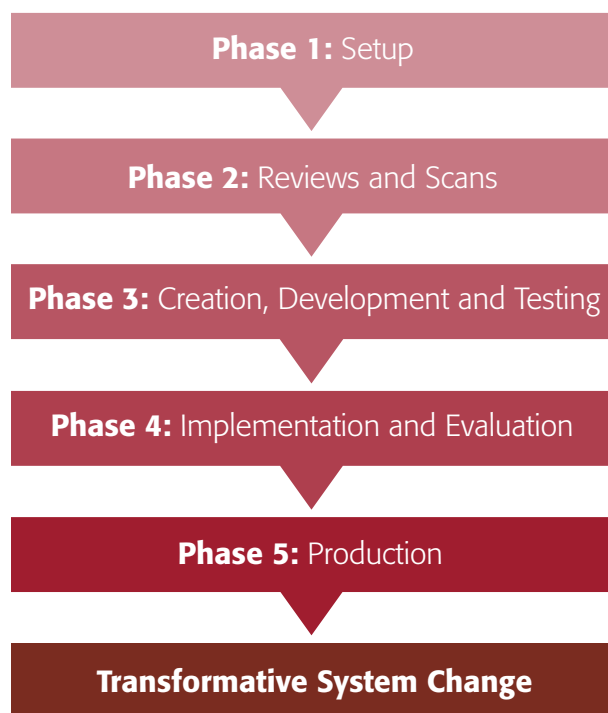 Phase 1: Setup
Phase 2: Reviews and Scans
Phase 3: Creation, Development and Testing
Phase 4: Implementation and Evaluation
Phase 5: Production
Transformative System Change